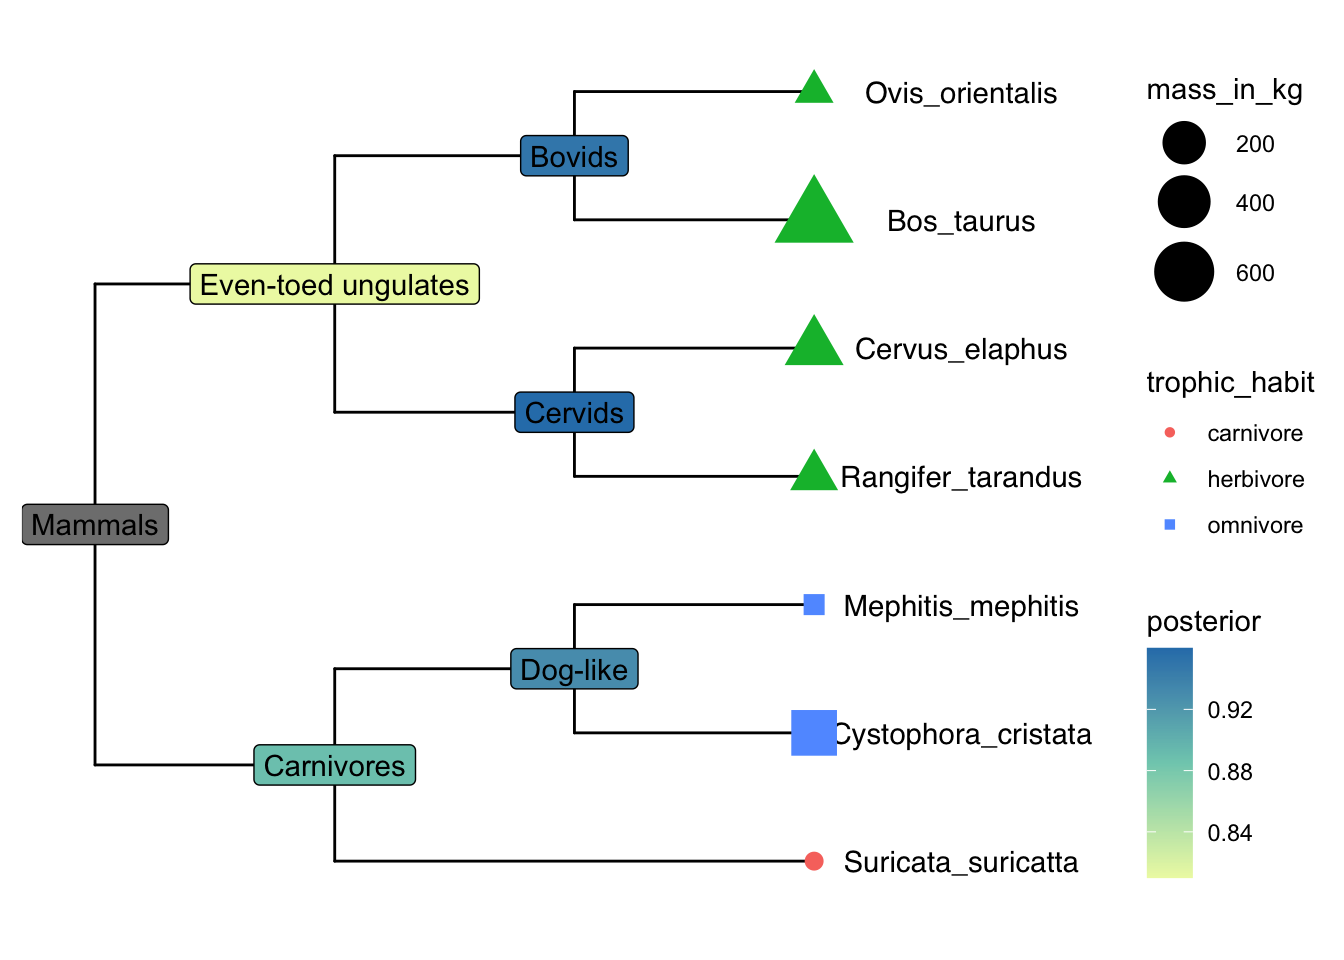 Ovis_orientalis
Bovids
Bos_taurus
Even-toed ungulates
Cervus_elaphus
Cervids
Rangifer_tarandus
Mammals
Mephitis_mephitis
Dog-like
Cystophora_cristata
Carnivores
Suricata_suricatta
mass_in_kg
200
400
600
trophic_habit
carnivore
herbivore
omnivore
posterior
0.92
0.88
0.84